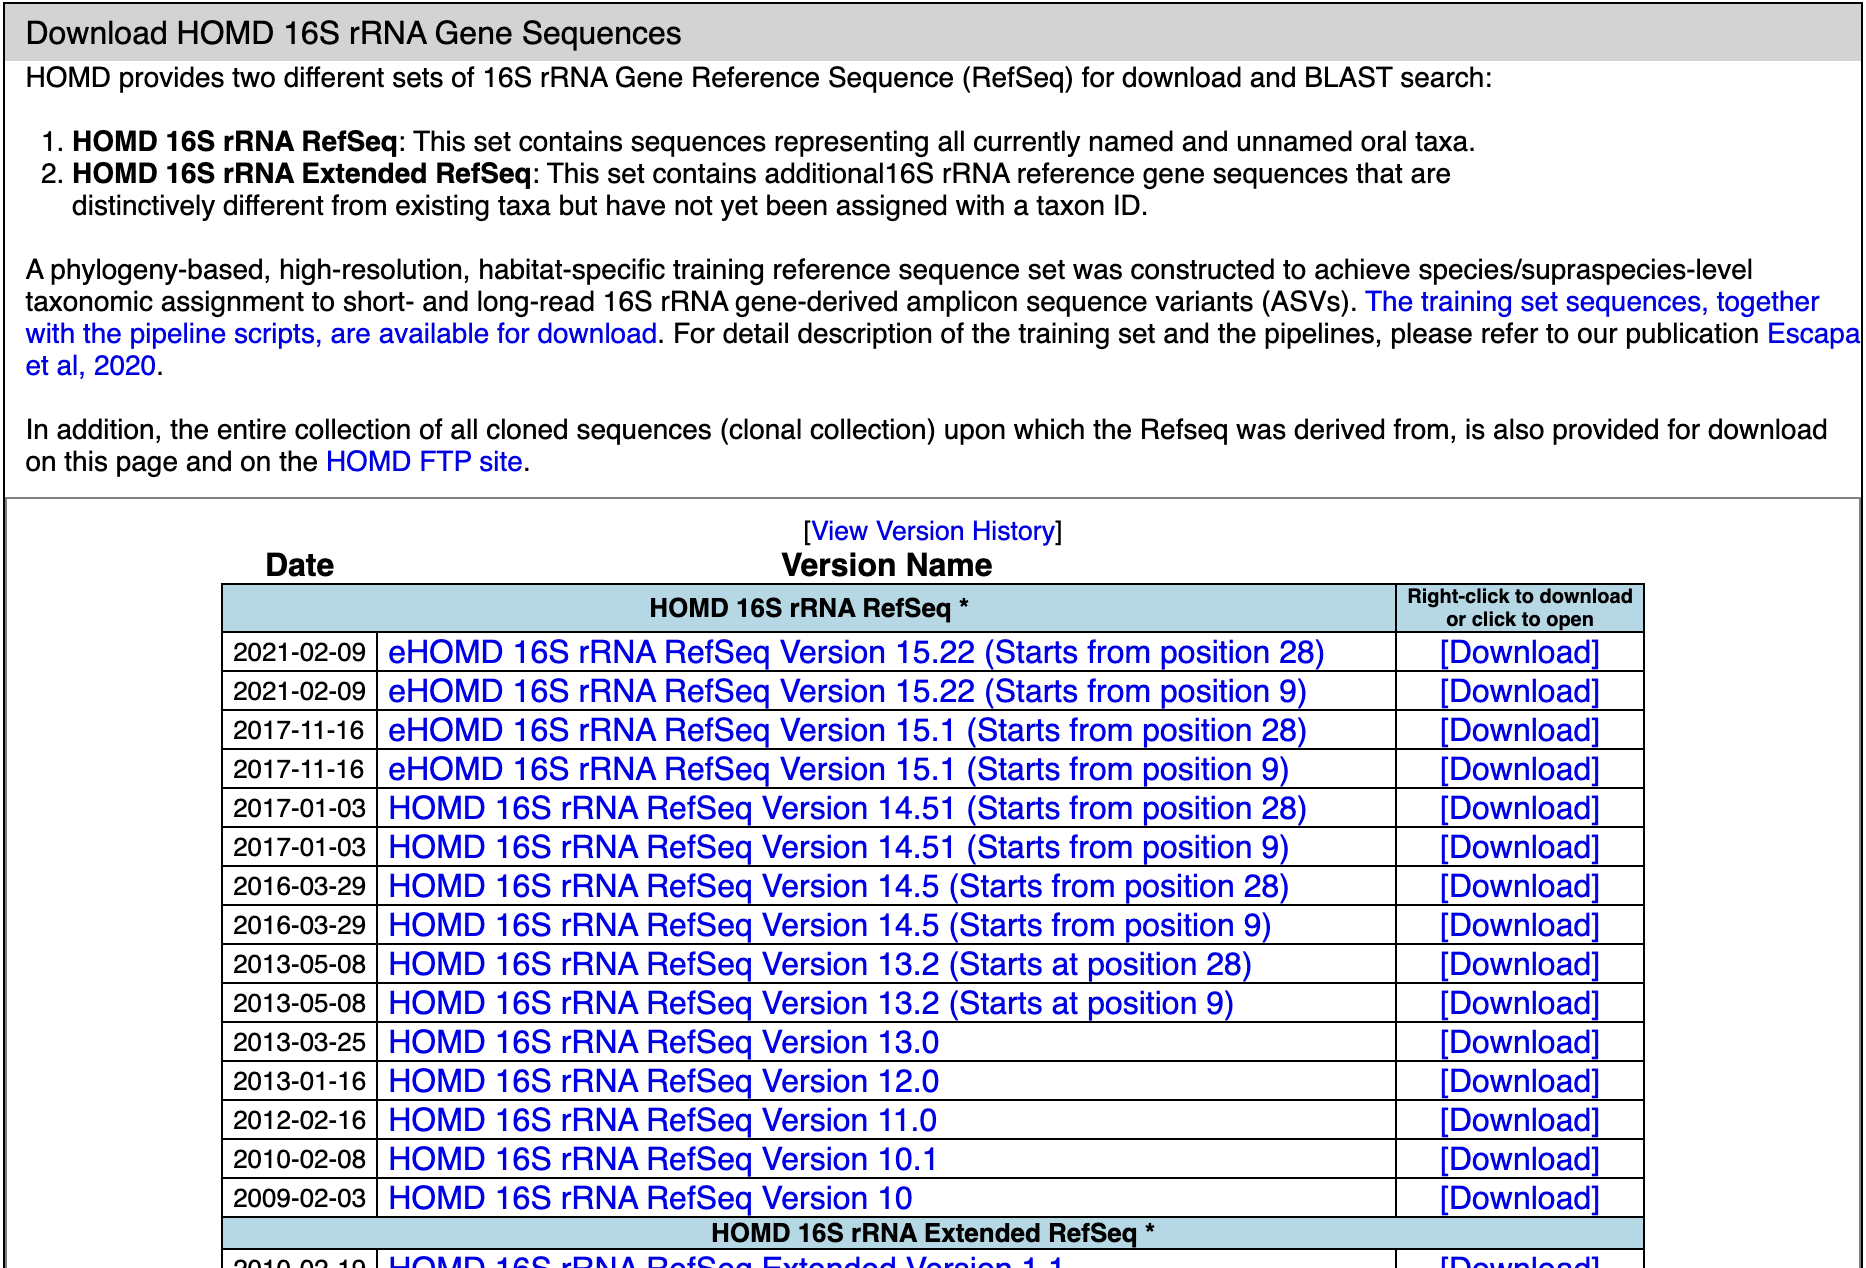 Download HOMD 16S rRNA Gene Sequences
HOMD provides two different sets of 16S rRNA Gene Reference Sequence (RefSeq) for download and BLAST search:
1. HOMD 16S rRNA RefSeq: This set contains sequences representing all currently named and unnamed oral taxa.
2. HOMD 16S rRNA Extended RefSeq: This set contains additional16S rRNA reference gene sequences that are
distinctively different from existing taxa but have not yet been assigned with a taxon ID.
A phylogeny-based, high-resolution, habitat-specific training reference sequence set was constructed to achieve species/supraspecies-level
taxonomic assignment to short- and long-read 16S rRNA gene-derived amplicon sequence variants (ASVs). The training set sequences, together
with the pipeline scripts, are available for download. For detail description of the training set and the pipelines, please refer to our publication Escapa
et al, 2020.
In addition, the entire collection of all cloned sequences (clonal collection) upon which the Refseq was derived from, is also provided for download
on this page and on the HOMD FTP site.
[View Version History]
Date Version Name
HOMD 16S rRNA RefSeq * Right-click to download
or click to open
2021-02-09 eHOMD 16S rRNA RefSeq Version 15.22 (Starts from position 28) [Download]
2021-02-09 eHOMD 16S rRNA RefSeq Version 15.22 (Starts from position 9) [Download]
2017-11-16 eHOMD 16S rRNA RefSeq Version 15.1 (Starts from position 28) [Download]
2017-11-16 eHOMD 16S rRNA RefSeq Version 15.1 (Starts from position 9) [Download]
2017-01-03 HOMD 16S rRNA RefSeq Version 14.51 (Starts from position 28) [Download]
2017-01-03 HOMD 16S rRNA RefSeq Version 14.51 (Starts from position 9) [Download]
2016-03-29 HOMD 16S rRNA RefSeq Version 14.5 (Starts from position 28) [Download]
2016-03-29 HOMD 16S rRNA RefSeq Version 14.5 (Starts from position 9) [Download]
2013-05-08 HOMD 16S rRNA RefSeq Version 13.2 (Starts at position 28) [Download]
2013-05-08 HOMD 16S rRNA RefSeq Version 13.2 (Starts at position 9) [Download]
2013-03-25 HOMD 16S rRNA RefSeq Version 13.0 [Download]
2013-01-16 HOMD 16S rRNA RefSeq Version 12.0 [Download]
2012-02-16 HOMD 16S rRNA RefSeq Version 11.0 [Download]
2010-02-08 HOMD 16S rRNA RefSeq Version 10.1 [Download]
2009-02-03 HOMD 16S rRNA RefSeq Version 10 [Download]
HOMD 16S rRNA Extended RefSeq *
2010-02-19 HOMD 16S rRNA RefSeq Extended Version 1.1 [Download]